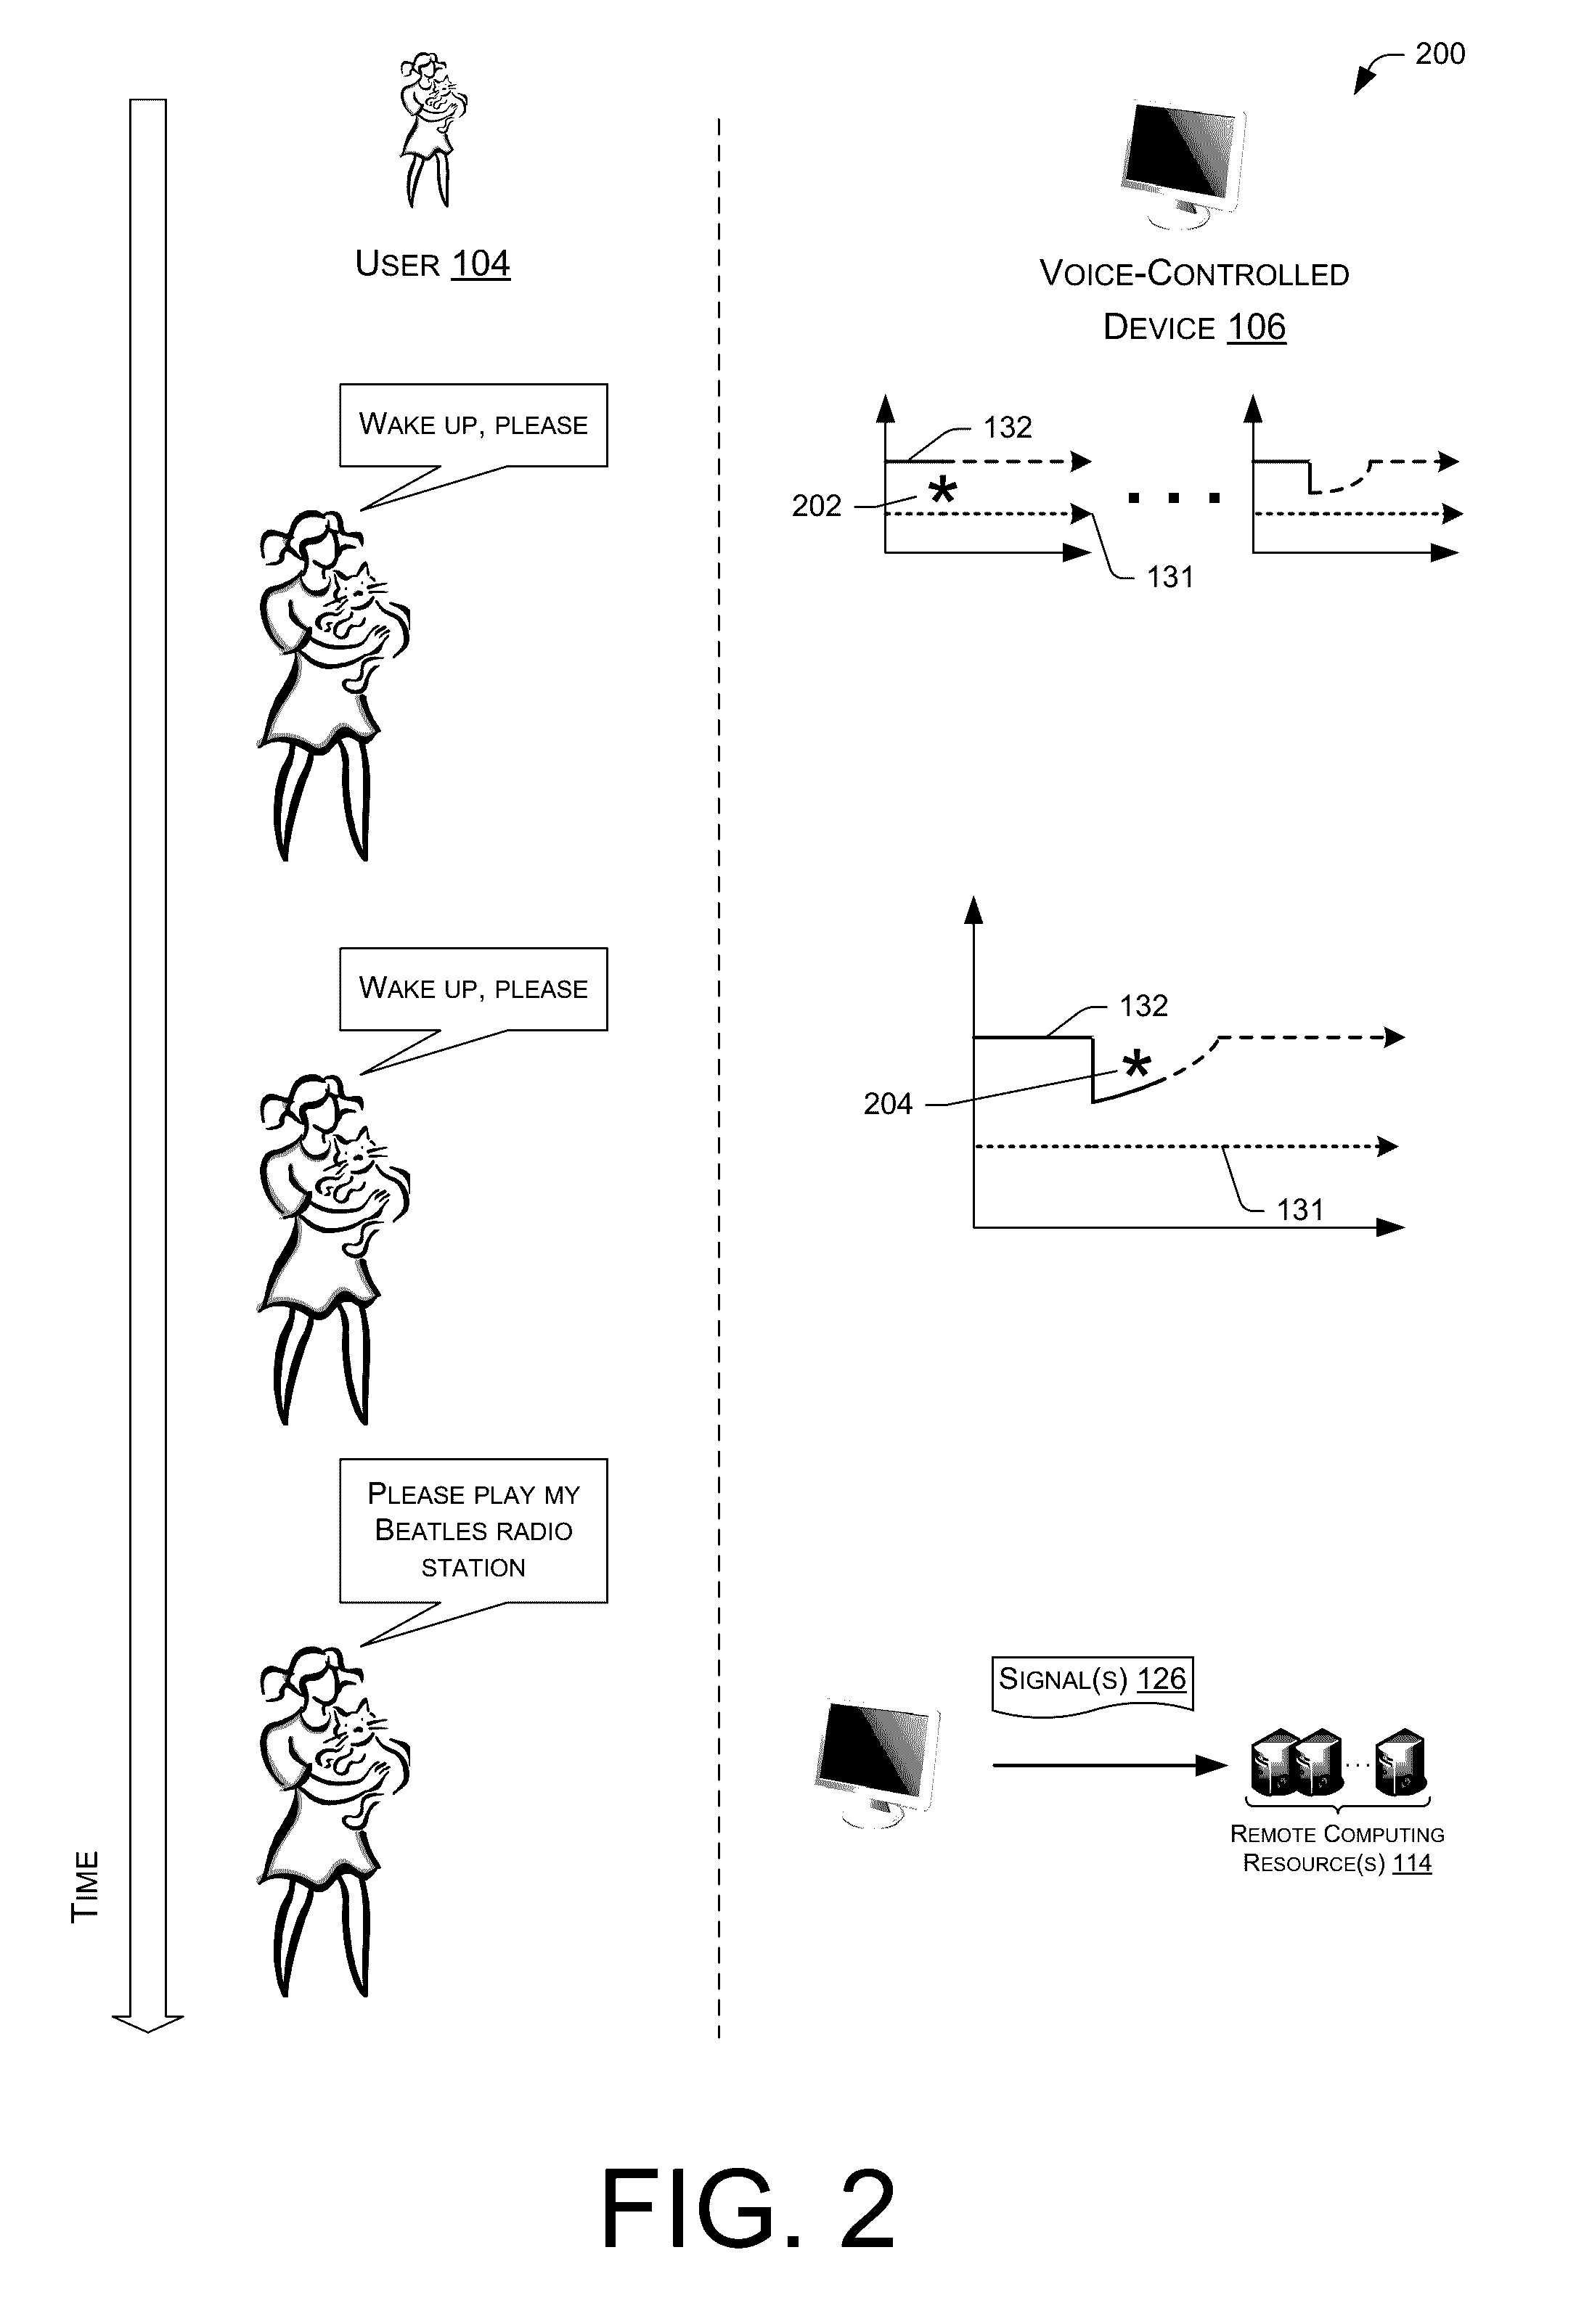 200
USER 104
VOICE-CONTROLLED
DEVICE 106
WAKE UP, PLEASE
132
202
*
131
WAKE UP, PLEASE
132
*
204
131
PLEASE PLAY MY
BEATLES RADIO
STATION
SIGNAL(S) 126
REMOTE COMPUTING
RESOURCE(S) 114
TIME
FIG. 2